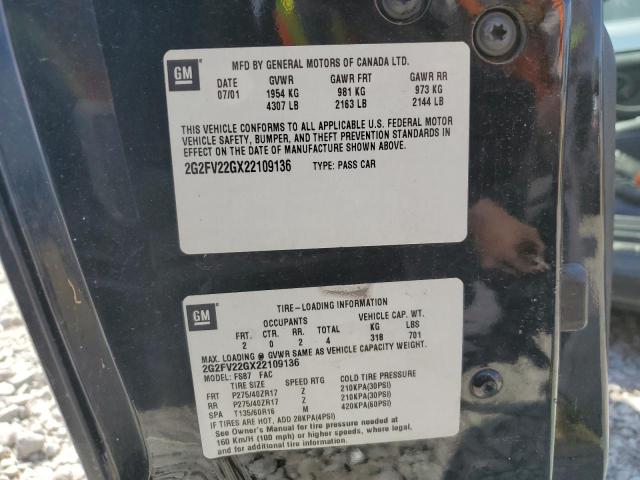 GM
MFD BY GENERAL MOTORS OF CANADA LTD.
DATE GVWR GAWR FRT GAWR RR
07/01 1954 KG 981 KG 973 KG
4307 LB 2163 LB 2144 LB
THIS VEHICLE CONFORMS TO ALL APPLICABLE U.S. FEDERAL MOTOR
VEHICLE SAFETY, BUMPER, AND THEFT PREVENTION STANDARDS IN
EFFECT ON THE DATE OF MANUFACTURE SHOWN ABOVE.
2G2FV22GX22109136 TYPE: PASS CAR
GM
TIRE-LOADING INFORMATION
OCCUPANTS VEHICLE CAP. WT.
FRT. CTR. RR. TOTAL KG LBS
2 0 2 4 318 701
MAX. LOADING @ GVWR SAME AS VEHICLE CAPACITY WEIGHT.
2G2FV22GX22109136
MODEL: FS87 FAC
TIRE SIZE SPEED RTG COLD TIRE PRESSURE
FRT P275/40ZR17 Z 210KPA(30PSI)
RR P275/40ZR17 Z 210KPA(30PSI)
SPA T135/60R16 M 420KPA(60PSI)
IF TIRES ARE HOT, ADD 28KPA(4PSI)
See Owner's Manual for tire pressure needed at
160 Km/H (100 mph) or higher speeds, where legal,
and for additional tire information.